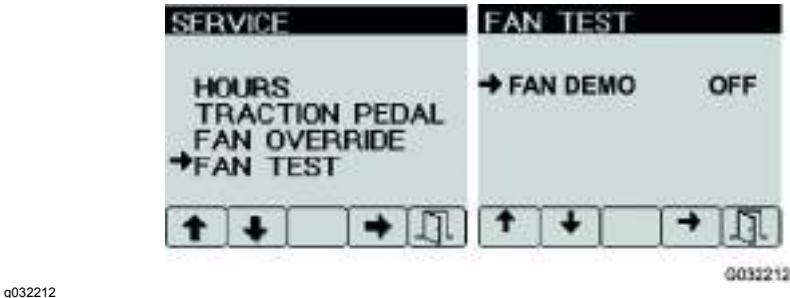 SERVICE
HOURS
TRACTION PEDAL
FAN OVERRIDE
FAN TEST
FAN TEST
FAN DEMO OFF
G032212
g032212